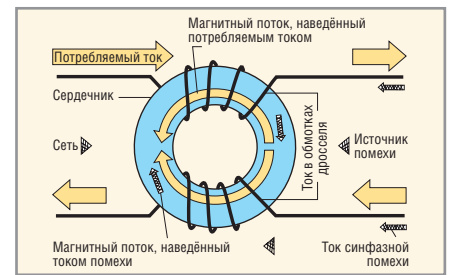 Магнитный поток, наведённый
потребляемым током
Потребляемый ток
Сердечник
Сеть
Ток в обмотках
дросселя
Источник
помехи
Магнитный поток, наведённый
током помехи
Ток синфазной
помехи